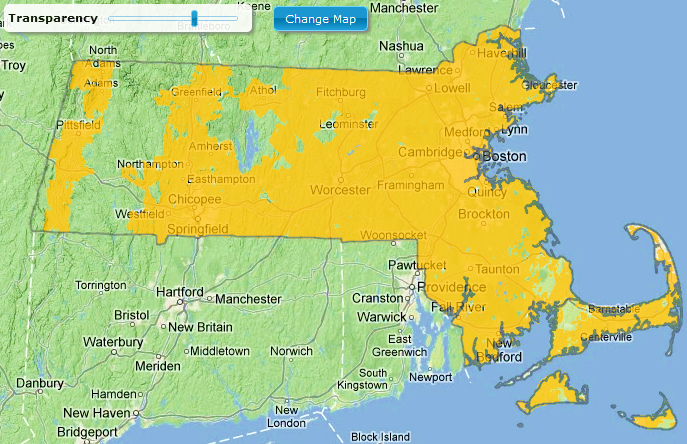 Transparency
Change Map
Keene
Manchester
Brattleboro
Nashua
North
Adams
Adams
Troy
Haverhill
Lawrence
Lowell
Gloucester
Greenfield
Athol
Fitchburg
Leominster
Salem
Lynn
Pittsfield
Medford
Amherst
Cambridge
Boston
Northampton
Easthampton
Worcester
Framingham
Quincy
Chicopee
Westfield
Springfield
Brockton
Woonsocket
Pawtucket
Taunton
Providence
Torrington
Hartford
Manchester
Cranston
Fall River
Barnstable
Bristol
New Britain
Warwick
Centerville
Waterbury
Middletown
Norwich
East
Greenwich
New
Bedford
Meriden
South
Kingstown
Newport
Danbury
Hamden
New Haven
New
London
Bridgeport
Block Island